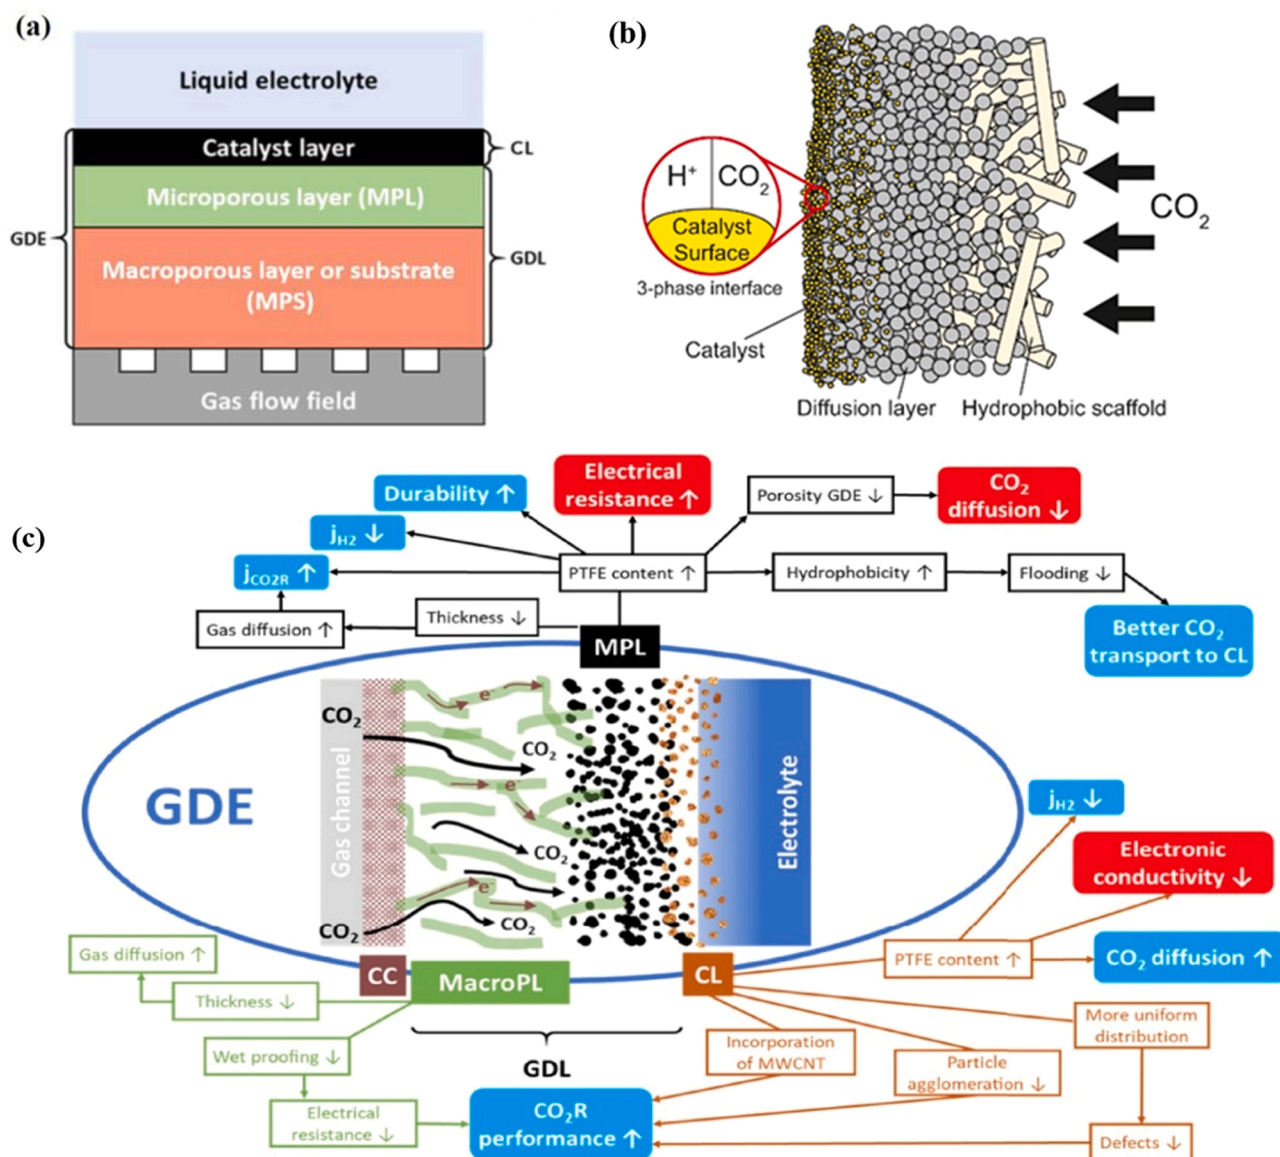 (a)
Liquid electrolyte
Catalyst layer
CL
Microporous layer (MPL)
GDE
GDL
Macroporous layer or substrate
(MPS)
Gas flow field
(b)
H+ CO2
Catalyst
Surface
3-phase interface
Catalyst
Diffusion layer
Hydrophobic scaffold
CO2
(c)
Durability ↑
Electrical
resistance ↑
Porosity GDE ↓
CO2
diffusion ↓
jH2 ↓
jCO2R ↑
PTFE content ↑
Hydrophobicity ↑
Flooding ↓
Gas diffusion ↑
Thickness ↓
MPL
Better CO2
transport to CL
GDE
Gas channel
CO2
CO2
e-
CO2
e-
CO2
e-
CO2
Electrolyte
CC
MacroPL
CL
GDL
jH2 ↓
Electronic
conductivity ↓
PTFE content ↑
CO2 diffusion ↑
Gas diffusion ↑
Thickness ↓
Wet proofing ↓
Electrical
resistance ↓
CO2R
performance ↑
Incorporation
of MWCNT
Particle
agglomeration ↓
More uniform
distribution
Defects ↓